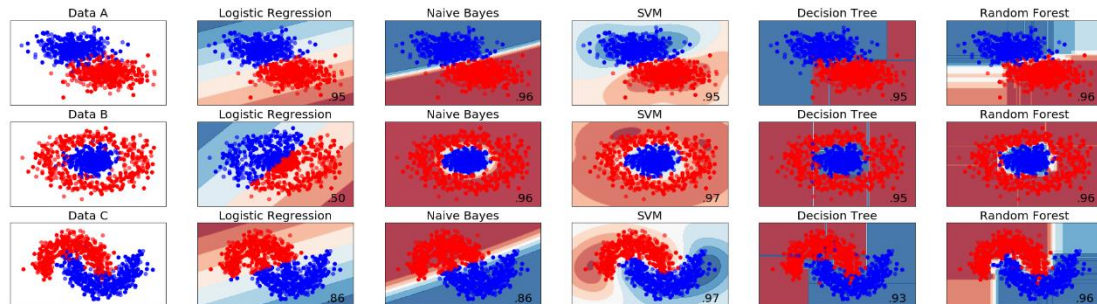 Data A
Logistic Regression
Naive Bayes
SVM
Decision Tree
Random Forest
.95
.96
.95
.95
.96
Data B
Logistic Regression
Naive Bayes
SVM
Decision Tree
Random Forest
.50
.96
.97
.95
.96
Data C
Logistic Regression
Naive Bayes
SVM
Decision Tree
Random Forest
.86
.86
.97
.93
.96